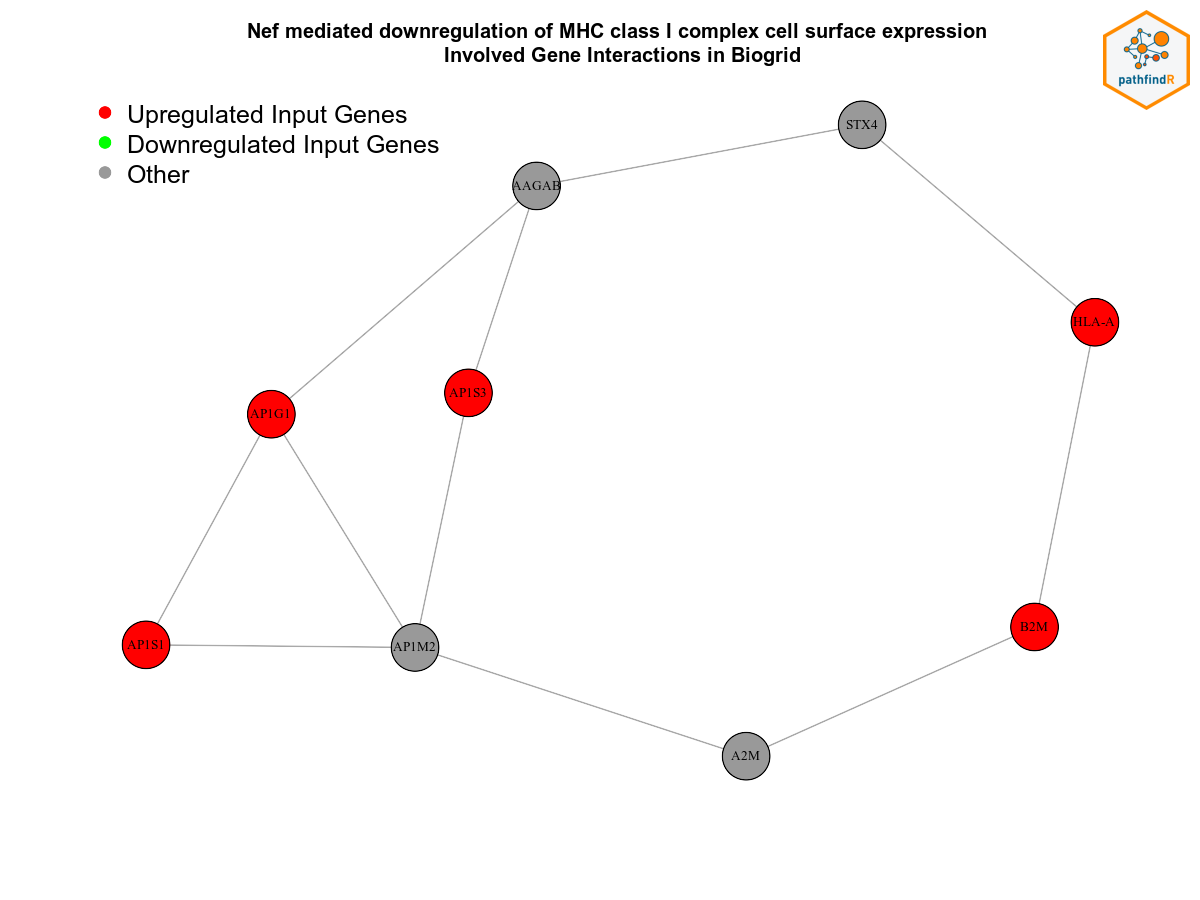 Nef mediated downregulation of MHC class I complex cell surface expression
Involved Gene Interactions in Biogrid
pathfindR
Upregulated Input Genes
Downregulated Input Genes
Other
STX4
AAGAB
HLA-A
AP1S3
AP1G1
B2M
AP1S1
AP1M2
A2M